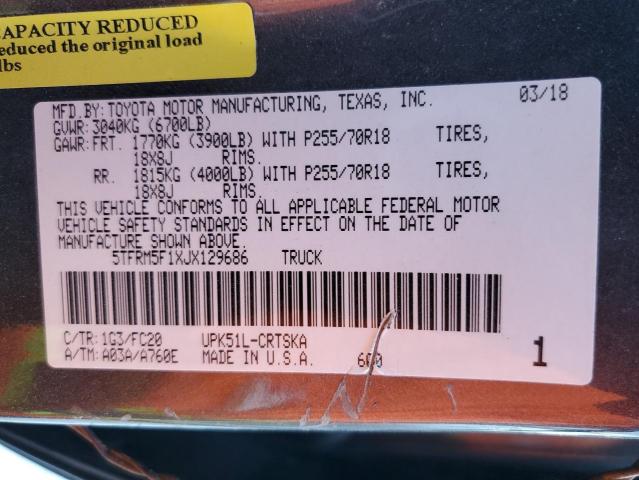 CAPACITY REDUCED
educed the original load
lbs
MFD.BY:TOYOTA MOTOR MANUFACTURING, TEXAS, INC. 03/18
GVWR:3040KG (6700LB)
GAWR:FRT. 1770KG (3900LB) WITH P255/70R18 TIRES,
18X8J RIMS.
RR. 1815KG (4000LB) WITH P255/70R18 TIRES,
18X8J RIMS.
THIS VEHICLE CONFORMS TO ALL APPLICABLE FEDERAL MOTOR
VEHICLE SAFETY STANDARDS IN EFFECT ON THE DATE OF
MANUFACTURE SHOWN ABOVE.
5TFRM5F1XJX129686 TRUCK
C/TR:1G3/FC20 UPK51L-CRTSKA
A/TM:A03A/A760E MADE IN U.S.A. 1